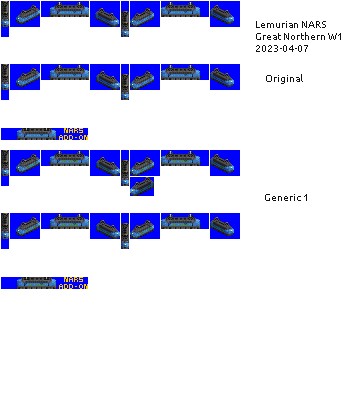 Lemurian NARS
Great Northern W1
2023-04-07
Original
NARS
ADD-ON
Generic 1
NARS
ADD-ON